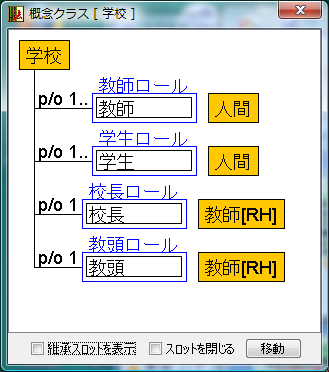 概念クラス [ 学校 ]
学校
教師ロール
p/o 1.. 教師 人間
学生ロール
p/o 1.. 学生 人間
校長ロール
p/o 1 校長 教師[RH]
教頭ロール
p/o 1 教頭 教師[RH]
継承スロットを表示 スロットを閉じる 移動